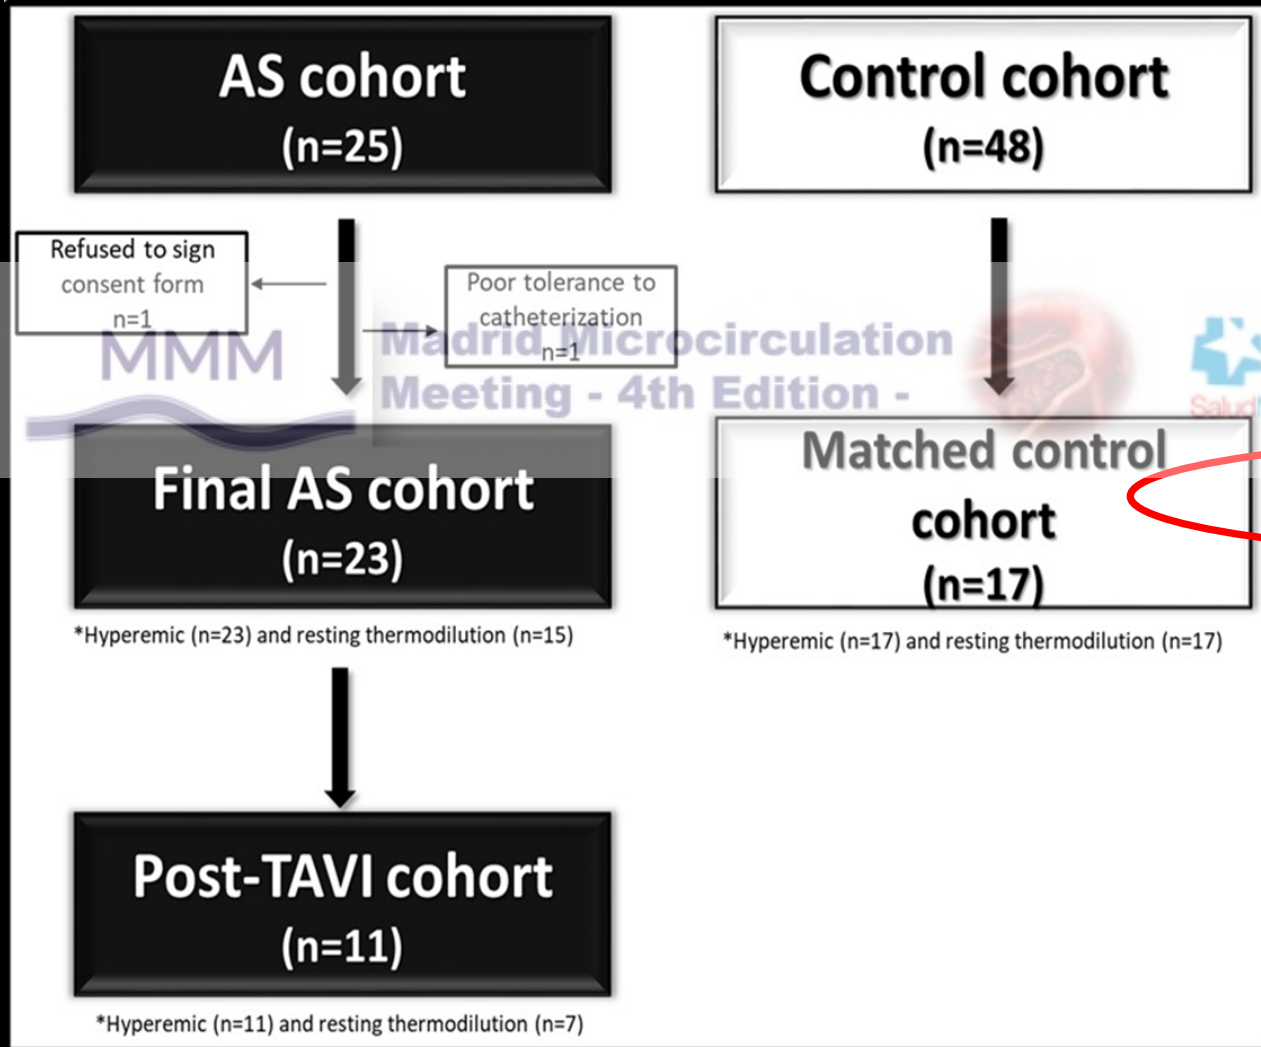 AS cohort
(n=25)
Control cohort
(n=48)
Refused to sign
consent form
n=1
Poor tolerance to
catheterization
n=1
MMM
Madrid Microcirculation
Meeting - 4th Edition -
Salud
Final AS cohort
(n=23)
Matched control
cohort
(n=17)
*Hyperemic (n=23) and resting thermodilution (n=15)
*Hyperemic (n=17) and resting thermodilution (n=17)
Post-TAVI cohort
(n=11)
*Hyperemic (n=11) and resting thermodilution (n=7)